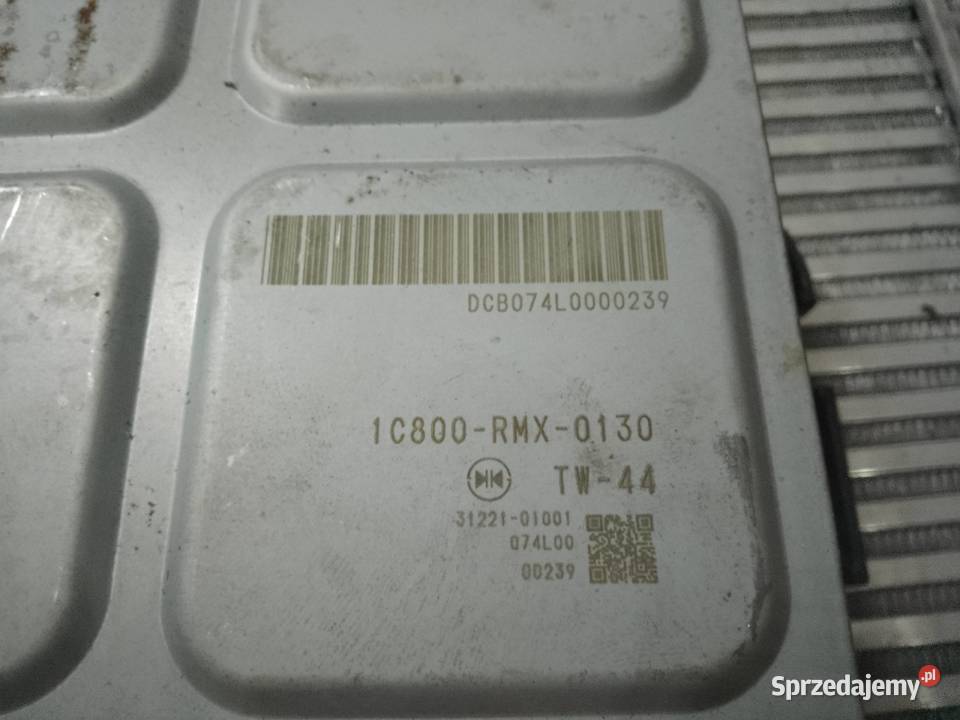 DCB074L0000239
1C800-RMX-0130
TW-44
31221-01001
074L00
00239
Sprzedajemy.pl